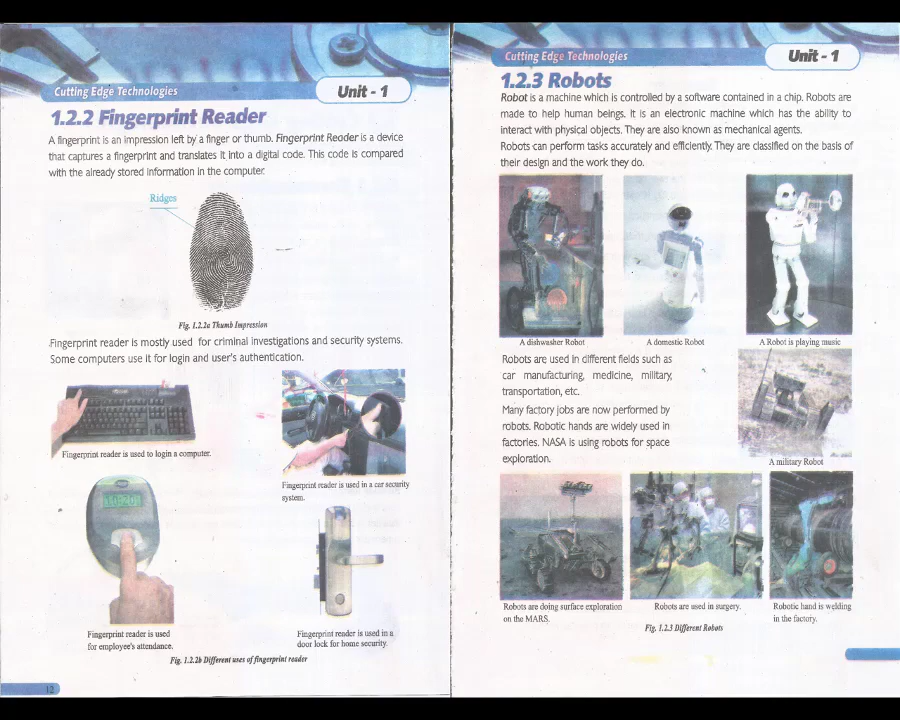 Cutting Edge Technologies
Unit - 1
1.2.2 Fingerprint Reader
A fingerprint is an impression left by a finger or thumb. Fingerprint Reader is a device
that captures a fingerprint and translates it into a digital code. This code is compared
with the already stored information in the computer.
Ridges
Fig. 1.2.2a Thumb Impression
Fingerprint reader is mostly used for criminal investigations and security systems.
Some computers use it for login and user's authentication.
Fingerprint reader is used to login a computer.
Fingerprint reader is used in a car security
system.
10:20
Fingerprint reader is used
for employee's attendance.
Fingerprint reader is used in a
door lock for home security.
Fig. 1.2.2b Different uses of fingerprint reader
12
Cutting Edge Technologies
Unit - 1
1.2.3 Robots
Robot is a machine which is controlled by a software contained in a chip. Robots are
made to help human beings. It is an electronic machine which has the ability to
interact with physical objects. They are also known as mechanical agents.
Robots can perform tasks accurately and efficiently. They are classified on the basis of
their design and the work they do.
A dishwasher Robot
A domestic Robot
A Robot is playing music
Robots are used in different fields such as
car manufacturing, medicine, military,
transportation, etc.
Many factory jobs are now performed by
robots. Robotic hands are widely used in
factories. NASA is using robots for space
exploration.
A military Robot
Robots are doing surface exploration
on the MARS.
Robots are used in surgery.
Robotic hand is welding
in the factory.
Fig. 1.2.3 Different Robots